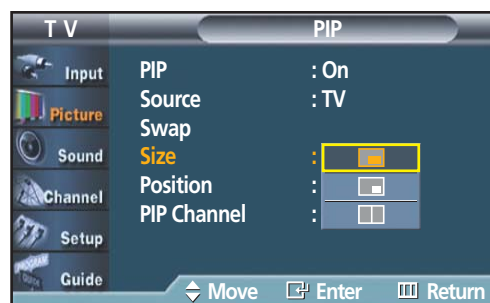 T V
PIP
Input
Picture
Sound
Channel
Setup
Guide
PIP : On
Source : TV
Swap
Size :
Position :
PIP Channel :
Move Enter Return